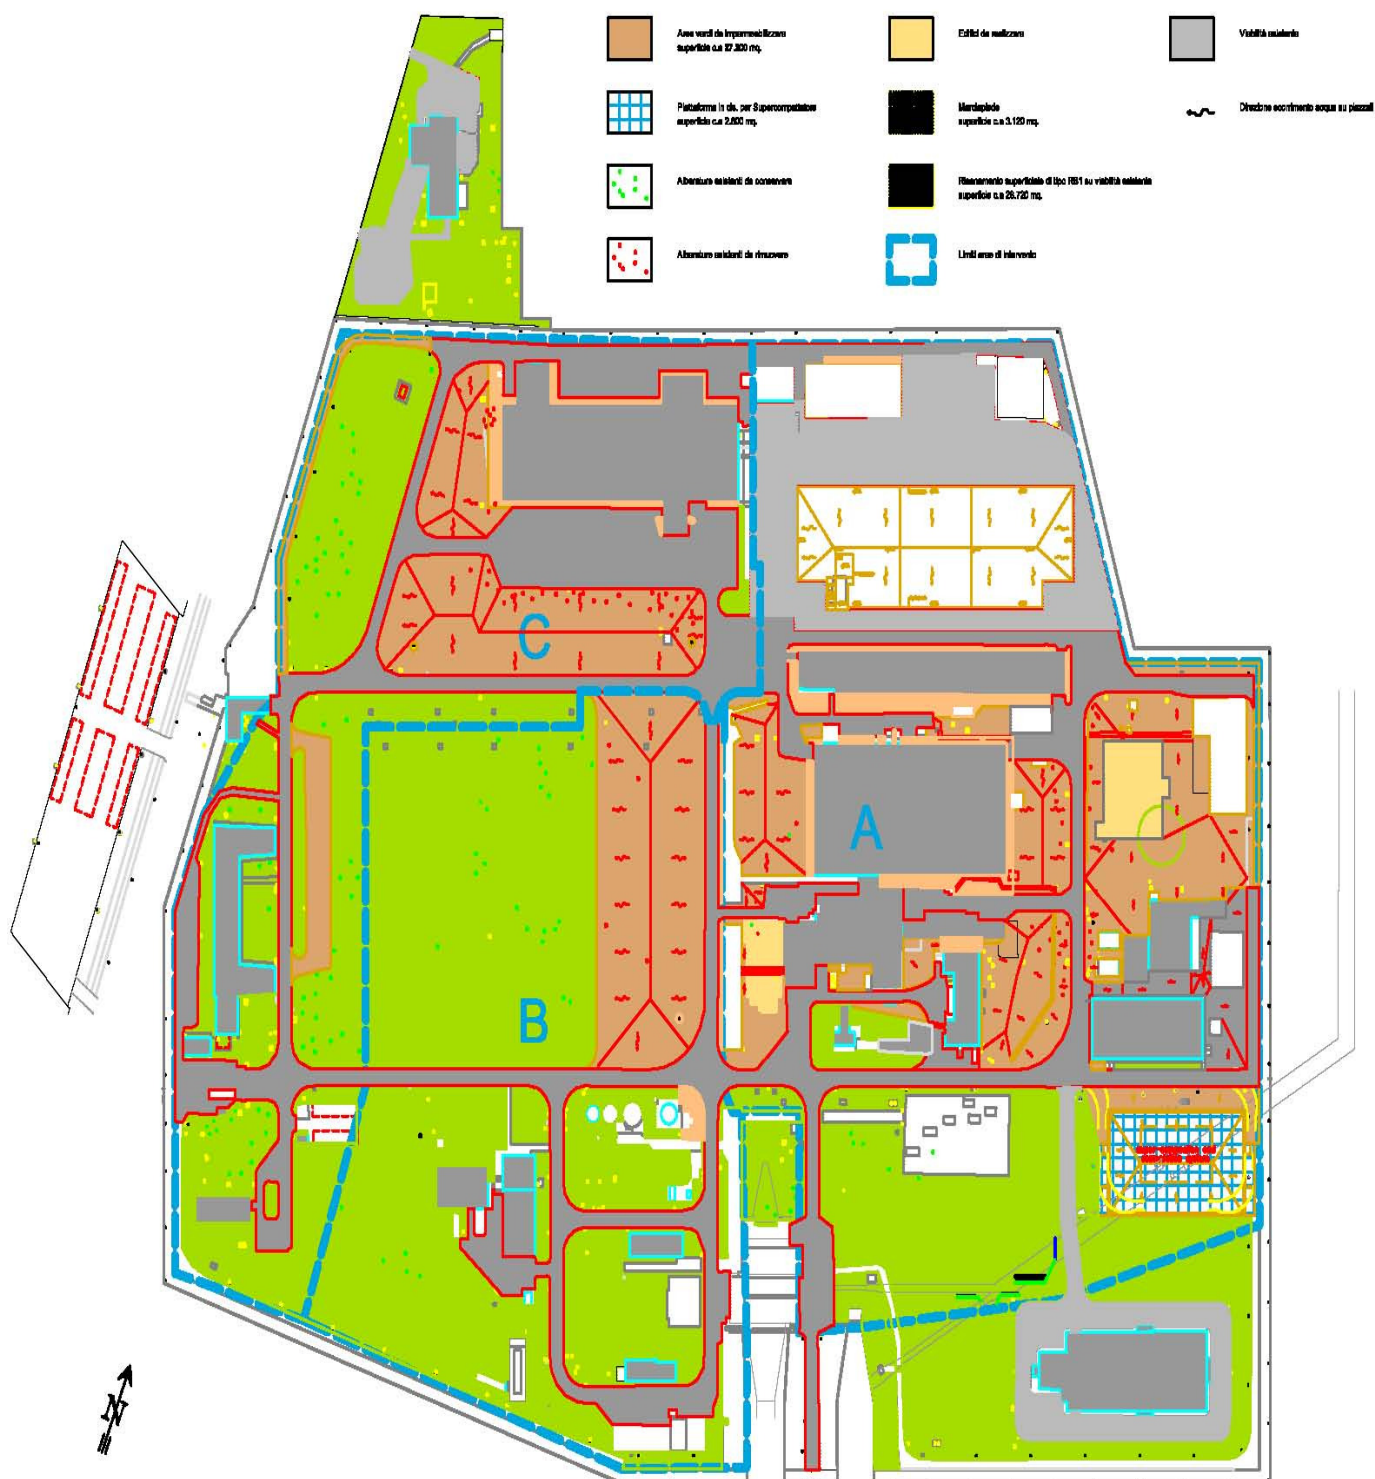 Aree verdi da impermeabilizzare
superficie c.a 27.300 mq.
Piattaforma in cls. per Supercompattatore
superficie c.a 2.600 mq.
Alberature esistenti da conservare
Alberature esistenti da rimuovere
Edifici da realizzare
Marciapiede
superficie c.a 3.120 mq.
Risanamento superficiale di tipo RS1 su viabilità esistente
superficie c.a 26.720 mq.
Limiti aree di intervento
Viabilità esistente
Direzione scorrimento acqua su piazzali
C
A
B
N